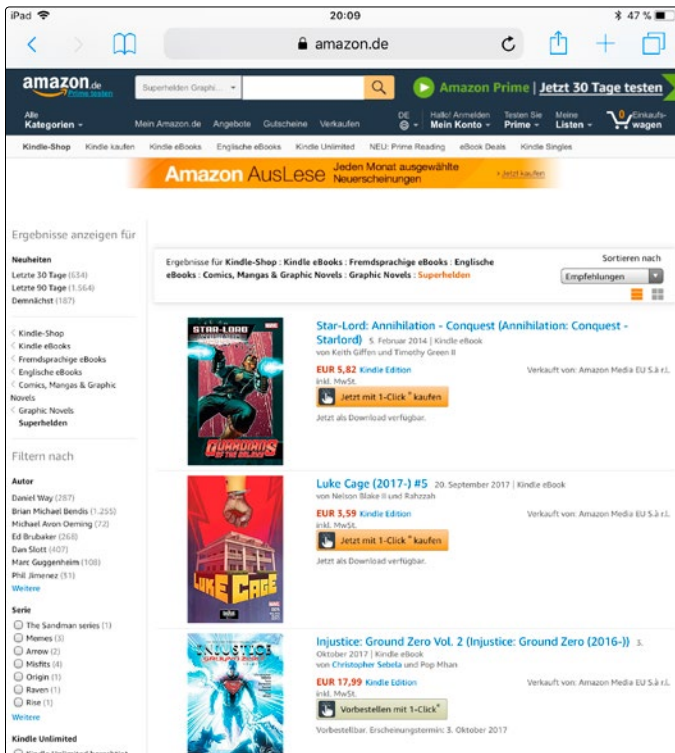 iPad
20:09
47 %
amazon.de
amazon.de
Prime testen
Superhelden Graphi...
Amazon Prime | Jetzt 30 Tage testen
Alle
Kategorien
Mein Amazon.de
Angebote
Gutscheine
Verkaufen
DE
Hallo! Anmelden
Mein Konto
Testen Sie
Prime
Meine
Listen
0
Einkaufs-
wagen
Kindle-Shop
Kindle kaufen
Kindle eBooks
Englische eBooks
Kindle Unlimited
NEU: Prime Reading
eBook Deals
Kindle Singles
Amazon AusLese
Jeden Monat ausgewählte
Neuerscheinungen
› Jetzt kaufen
Ergebnisse anzeigen für
Neuheiten
Letzte 30 Tage (634)
Letzte 90 Tage (1.564)
Demnächst (187)
‹ Kindle-Shop
‹ Kindle eBooks
‹ Fremdsprachige eBooks
‹ Englische eBooks
‹ Comics, Mangas & Graphic
Novels
‹ Graphic Novels
Superhelden
Filtern nach
Autor
Daniel Way (287)
Brian Michael Bendis (1.255)
Michael Avon Oeming (72)
Ed Brubaker (268)
Dan Slott (407)
Marc Guggenheim (108)
Phil Jimenez (51)
Weitere
Serie
The Sandman series (1)
Memes (3)
Arrow (2)
Misfits (4)
Origin (1)
Raven (1)
Rise (1)
Weitere
Kindle Unlimited
Ergebnisse für Kindle-Shop : Kindle eBooks : Fremdsprachige eBooks : Englische
eBooks : Comics, Mangas & Graphic Novels : Graphic Novels : Superhelden
Sortieren nach
Empfehlungen
STAR-LORD
GUARDIANS
OF THE GALAXY
Star-Lord: Annihilation - Conquest (Annihilation: Conquest -
Starlord) 5. Februar 2014 | Kindle eBook
von Keith Giffen und Timothy Green II
EUR 5,82 Kindle Edition
Verkauft von: Amazon Media EU S.à r.l.
inkl. MwSt.
Jetzt mit 1-Click® kaufen
Jetzt als Download verfügbar.
LUKE CAGE
Luke Cage (2017-) #5 20. September 2017 | Kindle eBook
von Nelson Blake II und Rahzzah
EUR 3,59 Kindle Edition
Verkauft von: Amazon Media EU S.à r.l.
inkl. MwSt.
Jetzt mit 1-Click® kaufen
Jetzt als Download verfügbar.
INJUSTICE
GROUND ZERO
Injustice: Ground Zero Vol. 2 (Injustice: Ground Zero (2016-)) 3.
Oktober 2017 | Kindle eBook
von Christopher Sebela und Pop Mhan
EUR 17,99 Kindle Edition
Verkauft von: Amazon Media EU S.à r.l.
inkl. MwSt.
Vorbestellen mit 1-Click®
Vorbestellbar. Erscheinungstermin: 3. Oktober 2017